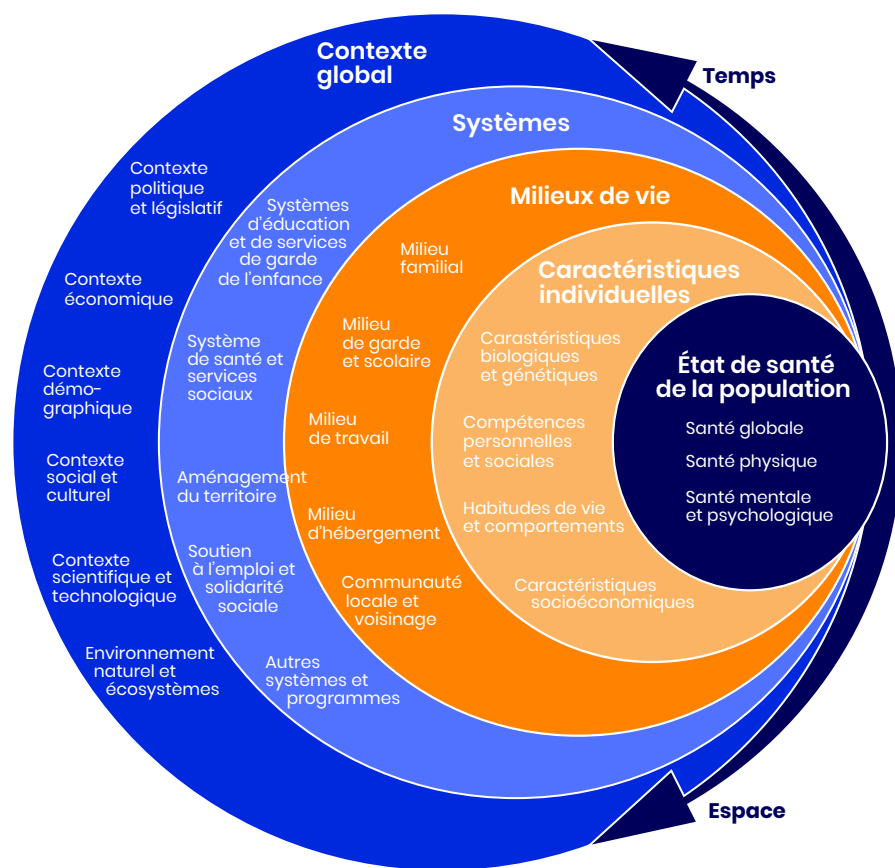 Contexte
global
Temps
Systèmes
Contexte
politique
et législatif
Contexte
économique
Contexte
démo-
graphique
Contexte
social et
culturel
Contexte
scientifique et
technologique
Environnement
naturel et
écosystèmes
Systèmes
d'éducation
et de services
de garde
de l'enfance
Système
de santé et
services
sociaux
Aménagement
du territoire
Soutien
à l'emploi et
solidarité
sociale
Autres
systèmes et
programmes
Milieux de vie
Milieu
familial
Milieu
de garde
et scolaire
Milieu
de travail
Milieu
d'hébergement
Communauté
locale et
voisinage
Caractéristiques
individuelles
Carastéristiques
biologiques
et génétiques
Compétences
personnelles
et sociales
Habitudes de vie
et comportements
Caractéristiques
socioéconomiques
État de santé
de la population
Santé globale
Santé physique
Santé mentale
et psychologique
Espace